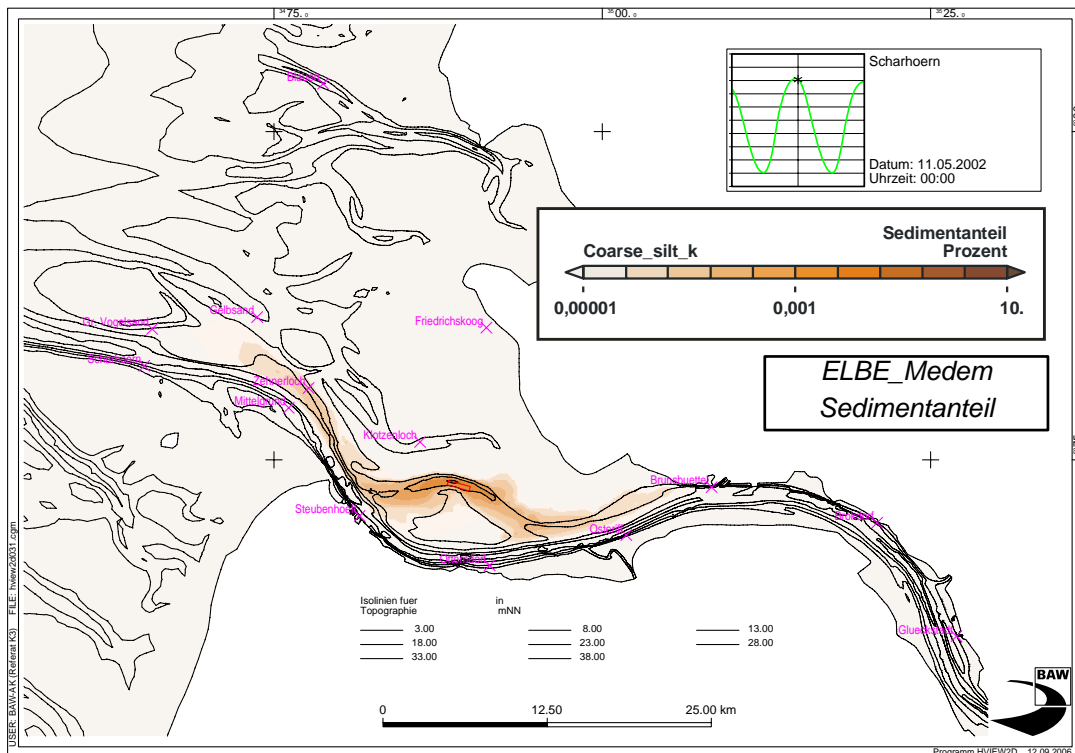 34 75. 0
35 00. 0
35 25. 0
Scharhoern
Datum: 11.05.2002
Uhrzeit: 00:00
Sedimentanteil
Coarse_silt_k Prozent
0,00001 0,001 10.
ELBE_Medem
Sedimentanteil
Gelbsand
Friedrichskoog
Zehnerloch
Mittelgrund
Klotzenloch
Brunsbuettel
Steubenhoeft
Osteriff
Glueckstadt
Isolinien fuer in
Topographie mNN
3.00 8.00 13.00
18.00 23.00 28.00
33.00 38.00
0 12.50 25.00 km
BAW
USER: BAW-AK (Referat K3) FILE: hview2d031.cgm
Programm HVIEW2D 12.09.2006